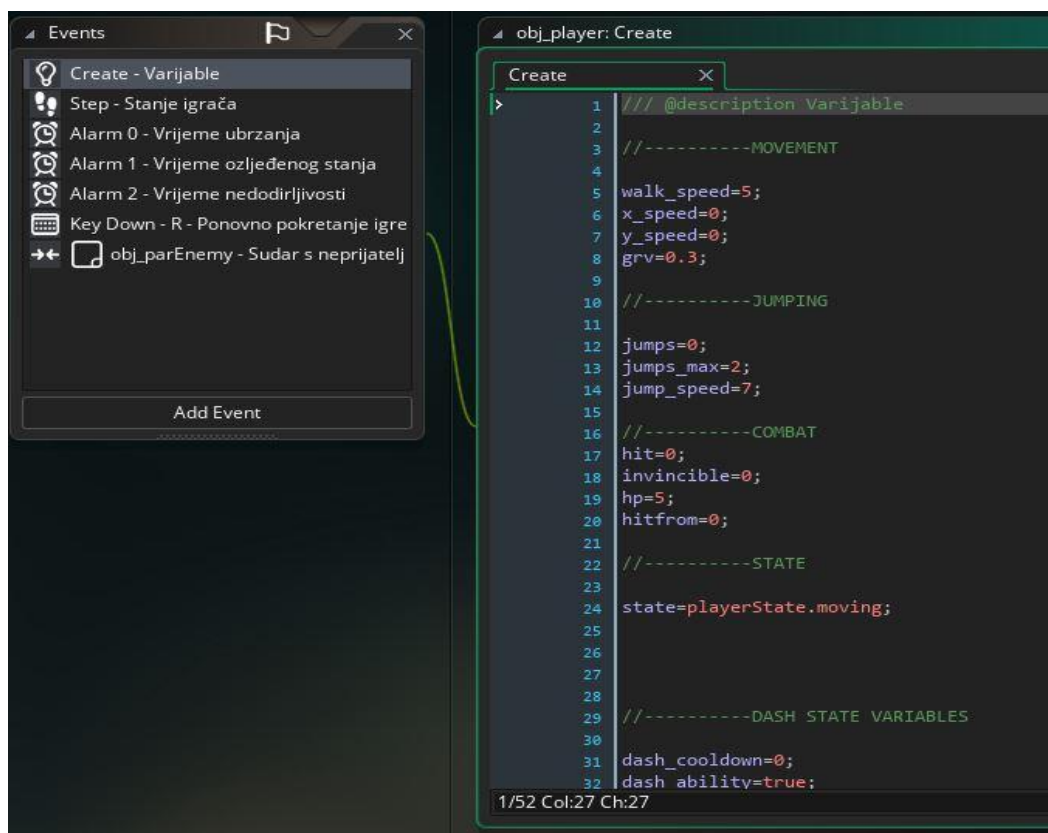 Events
Create - Varijable
Step - Stanje igrača
Alarm 0 - Vrijeme ubrzanja
Alarm 1 - Vrijeme ozljeđenog stanja
Alarm 2 - Vrijeme nedodirljivosti
Key Down - R - Ponovno pokretanje igre
obj_parEnemy - Sudar s neprijatelj
Add Event
obj_player: Create
Create
1 /// @description Varijable
2
3 //----------MOVEMENT
4
5 walk_speed=5;
6 x_speed=0;
7 y_speed=0;
8 grv=0.3;
9
10 //----------JUMPING
11
12 jumps=0;
13 jumps_max=2;
14 jump_speed=7;
15
16 //----------COMBAT
17 hit=0;
18 invincible=0;
19 hp=5;
20 hitfrom=0;
21
22 //----------STATE
23
24 state=playerState.moving;
25
26
27
28
29 //----------DASH STATE VARIABLES
30
31 dash_cooldown=0;
32 dash_ability=true;
1/52 Col:27 Ch:27